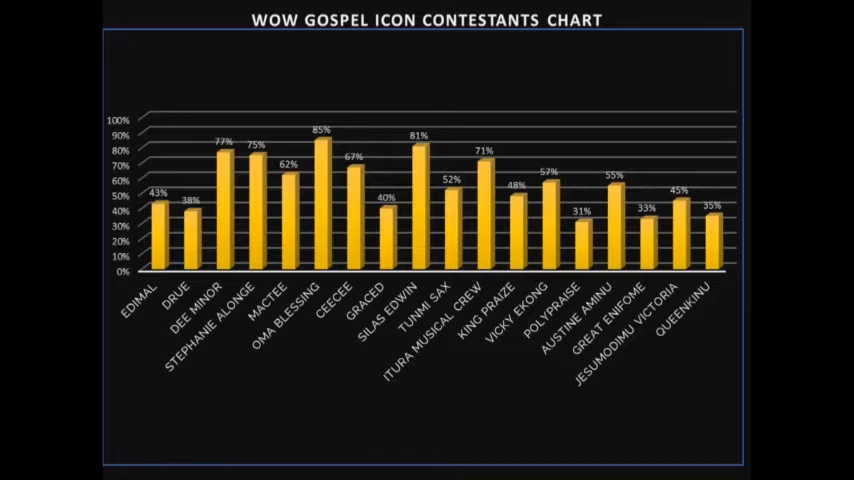 WOW GOSPEL ICON CONTESTANTS CHART
100%
90%
80%
70%
60%
50%
40%
30%
20%
10%
0%
43%
38%
77%
75%
62%
85%
67%
40%
81%
52%
71%
48%
57%
31%
55%
33%
45%
35%
EDIMAL
DRUE
DEE MINOR
STEPHANIE ALONGE
MACTEE
OMA BLESSING
CEECEE
GRACED
SILAS EDWIN
TUNMI SAX
ITURA MUSICAL CREW
KING PRAIZE
VICKY EKONG
POLYPRAISE
AUSTINE AMINU
GREAT ENIFOME
JESUMODIMU VICTORIA
QUEENKINU